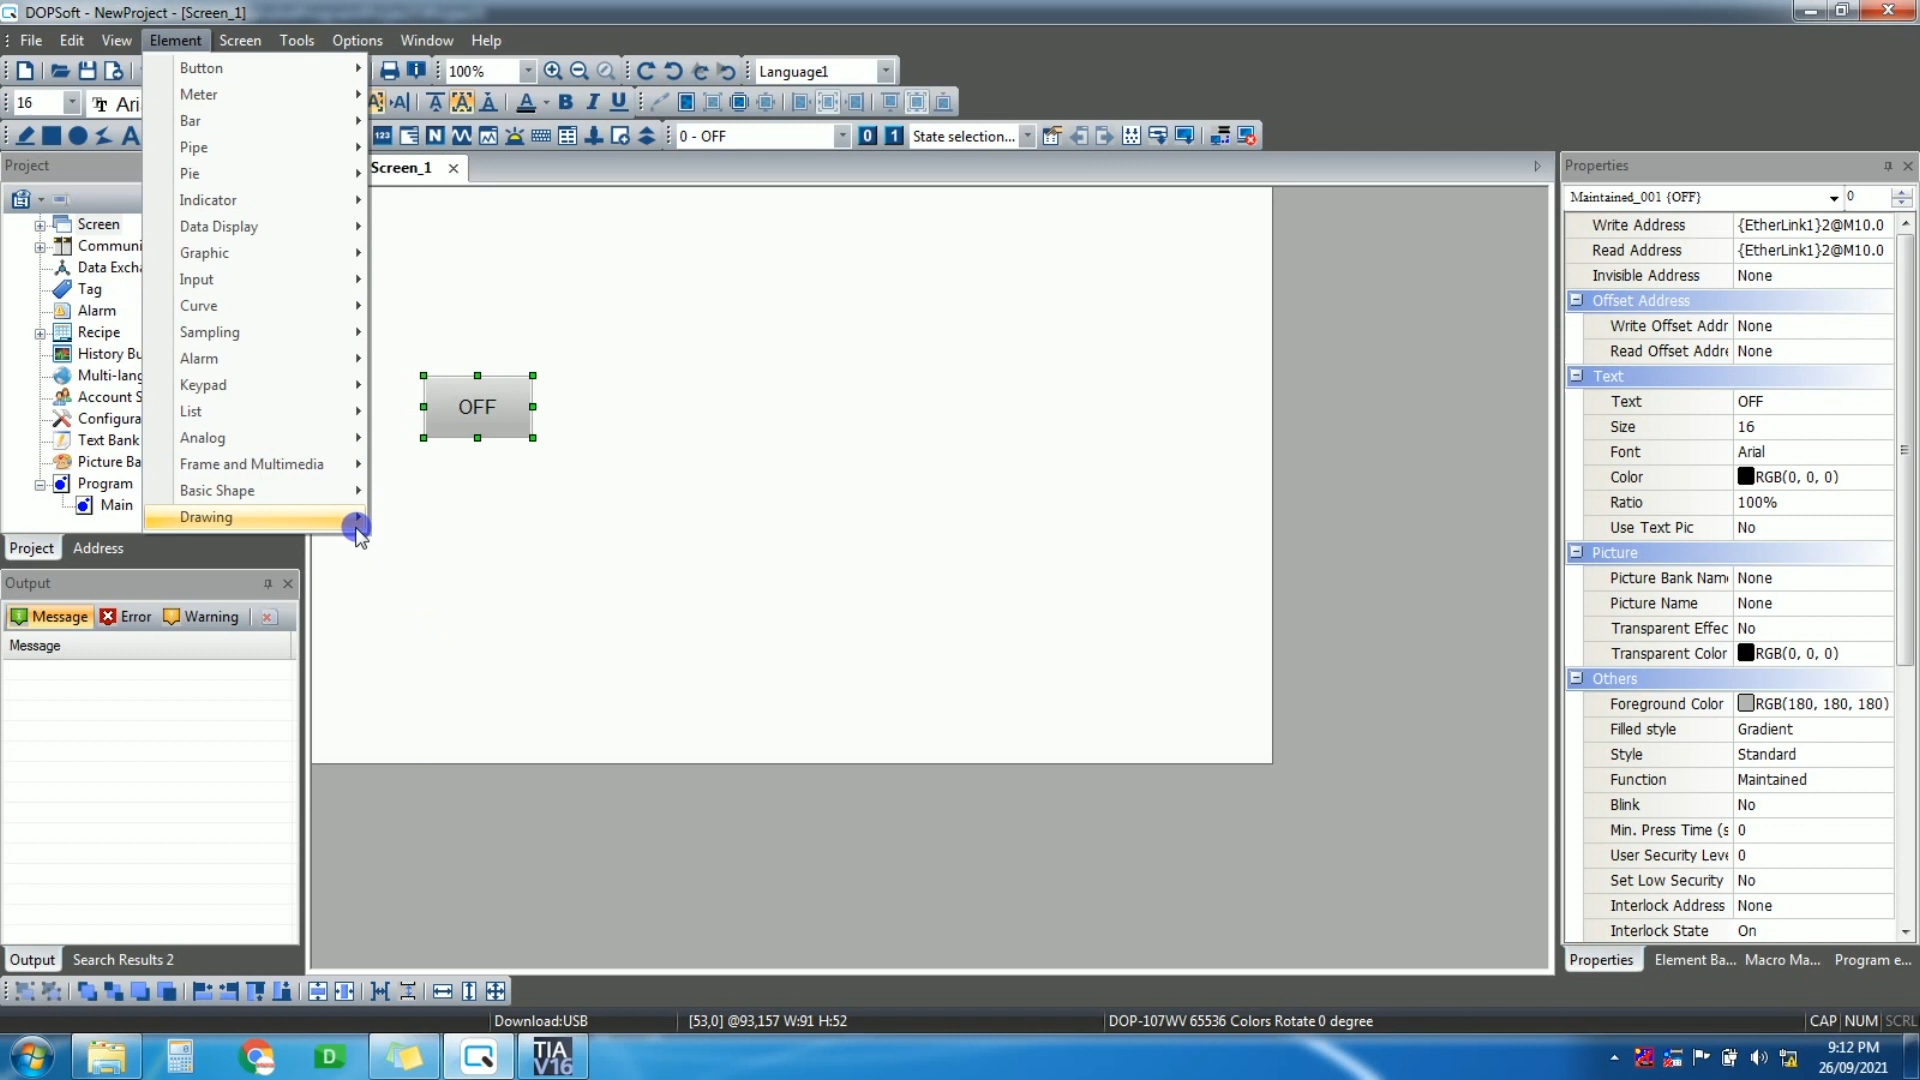 DOPSoft - NewProject - [Screen_1]
File Edit View Element Screen Tools Options Window Help
100% Language1
16 Ari
0 - OFF 0 1 State selection...
Button
Meter
Bar
Pipe
Pie
Indicator
Data Display
Graphic
Input
Curve
Sampling
Alarm
Keypad
List
Analog
Frame and Multimedia
Basic Shape
Drawing
Project
Screen
Communi
Data Excha
Tag
Alarm
Recipe
History Bu
Multi-lang
Account S
Configura
Text Bank
Picture Ba
Program
Main
Project Address
Output
Message Error Warning
Message
Output Search Results 2
Screen_1
OFF
Properties
Maintained_001 {OFF} 0
Write Address {EtherLink1}2@M10.0
Read Address {EtherLink1}2@M10.0
Invisible Address None
Offset Address
Write Offset Addr None
Read Offset Addre None
Text
Text OFF
Size 16
Font Arial
Color RGB(0, 0, 0)
Ratio 100%
Use Text Pic No
Picture
Picture Bank Name None
Picture Name None
Transparent Effec No
Transparent Color RGB(0, 0, 0)
Others
Foreground Color RGB(180, 180, 180)
Filled style Gradient
Style Standard
Function Maintained
Blink No
Min. Press Time (s 0
User Security Leve 0
Set Low Security No
Interlock Address None
Interlock State On
Properties Element Ba... Macro Ma... Program e...
Download:USB [53,0] @93,157 W:91 H:52 DOP-107WV 65536 Colors Rotate 0 degree CAP NUM SCRL
D TIA V16
9:12 PM
26/09/2021